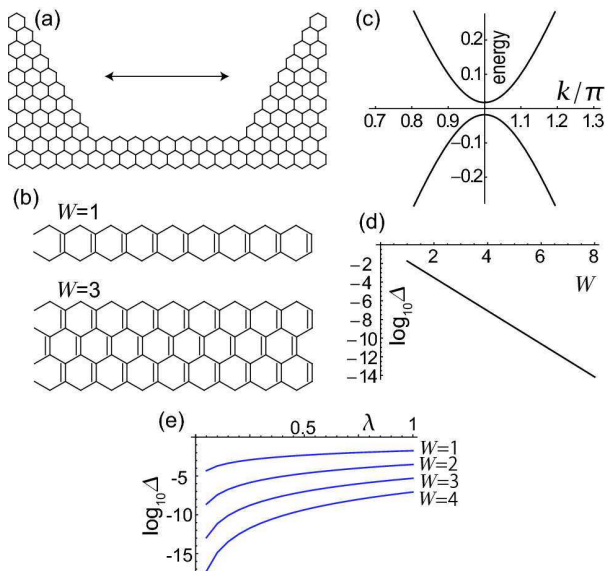 (a)
(b)
W=1
W=3
(c)
energy
0.2
0.1
k/π
0.7 0.8 0.9 1.0 1.1 1.2 1.3
−0.1
−0.2
(d)
2 4 6 8
W
−2
−4
−6
−8
−10
−12
−14
log10Δ
(e)
0.5 λ 1
-5
-10
-15
log10Δ
W=1
W=2
W=3
W=4